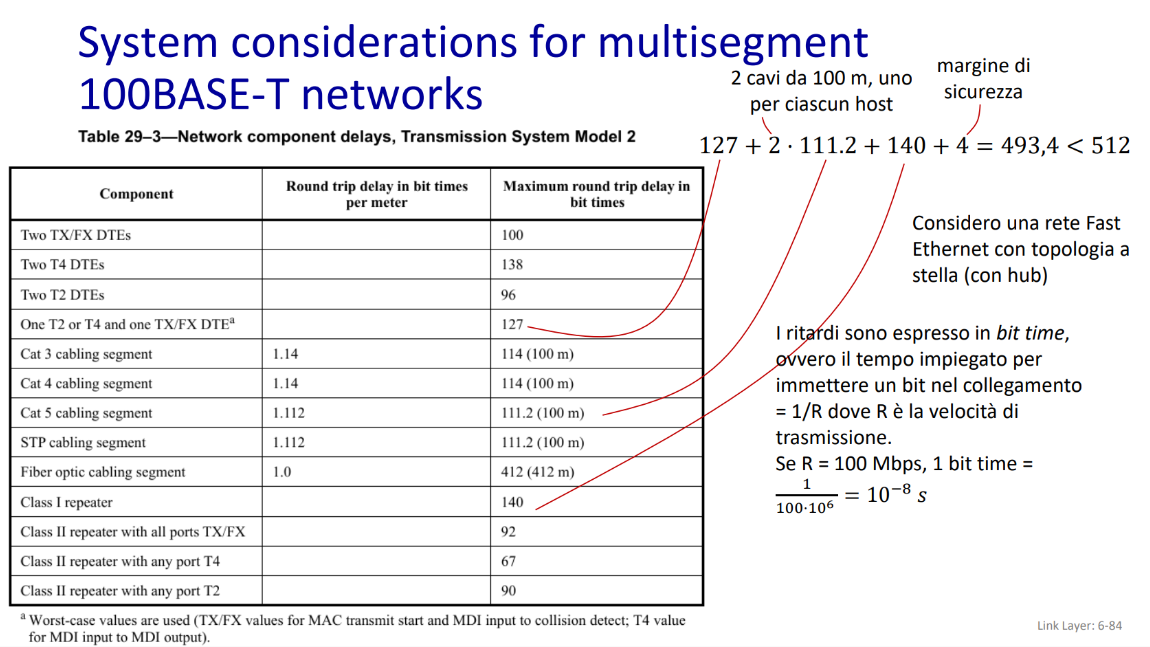 System considerations for multisegment
100BASE-T networks
2 cavi da 100 m, uno
per ciascun host
margine di
sicurezza
127 + 2 · 111.2 + 140 + 4 = 493,4 < 512
Table 29–3—Network component delays, Transmission System Model 2
Component | Round trip delay in bit times per meter | Maximum round trip delay in bit times
Two TX/FX DTEs | | 100
Two T4 DTEs | | 138
Two T2 DTEs | | 96
One T2 or T4 and one TX/FX DTEᵃ | | 127
Cat 3 cabling segment | 1.14 | 114 (100 m)
Cat 4 cabling segment | 1.14 | 114 (100 m)
Cat 5 cabling segment | 1.112 | 111.2 (100 m)
STP cabling segment | 1.112 | 111.2 (100 m)
Fiber optic cabling segment | 1.0 | 412 (412 m)
Class I repeater | | 140
Class II repeater with all ports TX/FX | | 92
Class II repeater with any port T4 | | 67
Class II repeater with any port T2 | | 90
ᵃ Worst-case values are used (TX/FX values for MAC transmit start and MDI input to collision detect; T4 value
for MDI input to MDI output).
Considero una rete Fast
Ethernet con topologia a
stella (con hub)
I ritardi sono espresso in bit time,
ovvero il tempo impiegato per
immettere un bit nel collegamento
= 1/R dove R è la velocità di
trasmissione.
Se R = 100 Mbps, 1 bit time =
1/(100·10⁶) = 10⁻⁸ s
Link Layer: 6-84